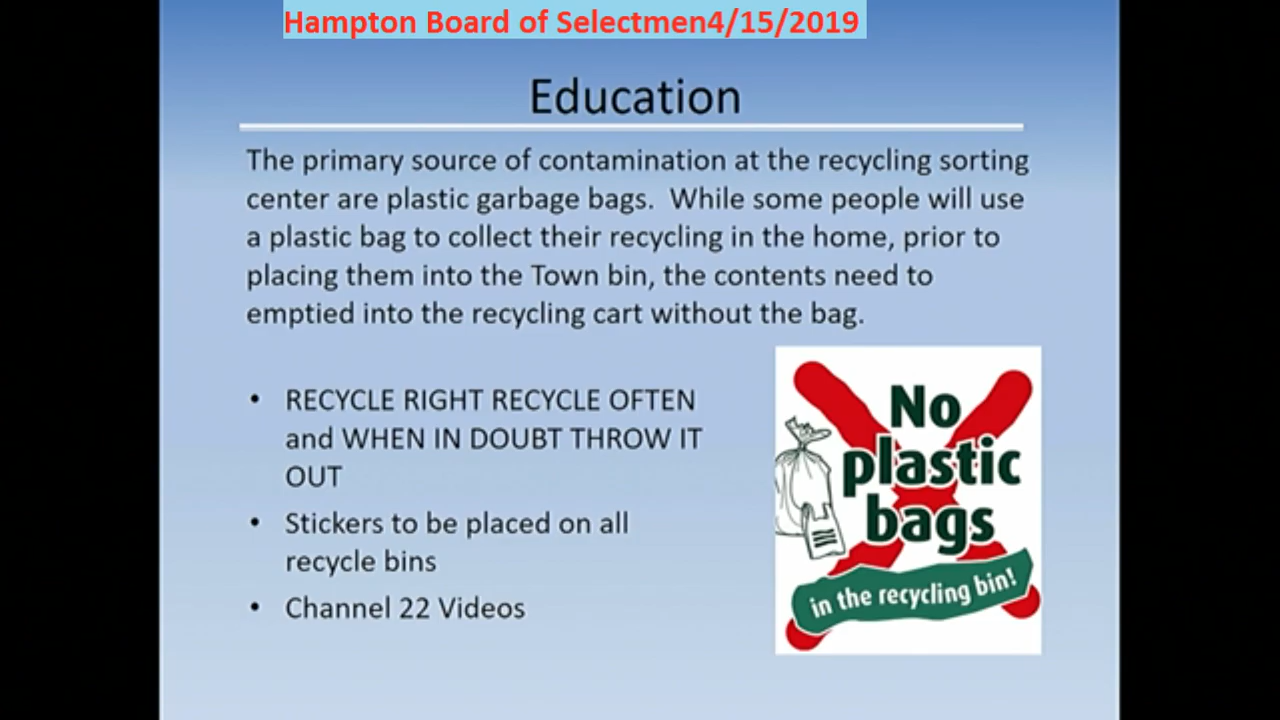 Hampton Board of Selectmen4/15/2019
Education
The primary source of contamination at the recycling sorting
center are plastic garbage bags.  While some people will use
a plastic bag to collect their recycling in the home, prior to
placing them into the Town bin, the contents need to
emptied into the recycling cart without the bag.
• RECYCLE RIGHT RECYCLE OFTEN
and WHEN IN DOUBT THROW IT
OUT
• Stickers to be placed on all
recycle bins
• Channel 22 Videos
No
plastic
bags
in the recycling bin!